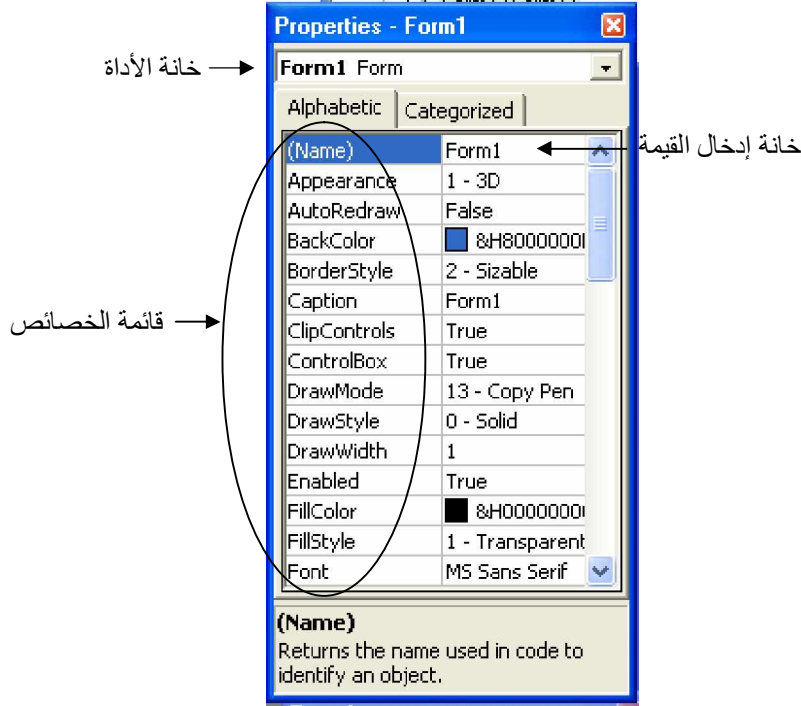 Properties - Form1
خانة الأداة
Form1 Form
Alphabetic Categorized
خانة إدخال القيمة
(Name) Form1
Appearance 1 - 3D
AutoRedraw False
BackColor &H8000000
BorderStyle 2 - Sizable
Caption Form1
قائمة الخصائص
ClipControls True
ControlBox True
DrawMode 13 - Copy Pen
DrawStyle 0 - Solid
DrawWidth 1
Enabled True
FillColor &H0000000
FillStyle 1 - Transparent
Font MS Sans Serif
(Name)
Returns the name used in code to
identify an object.